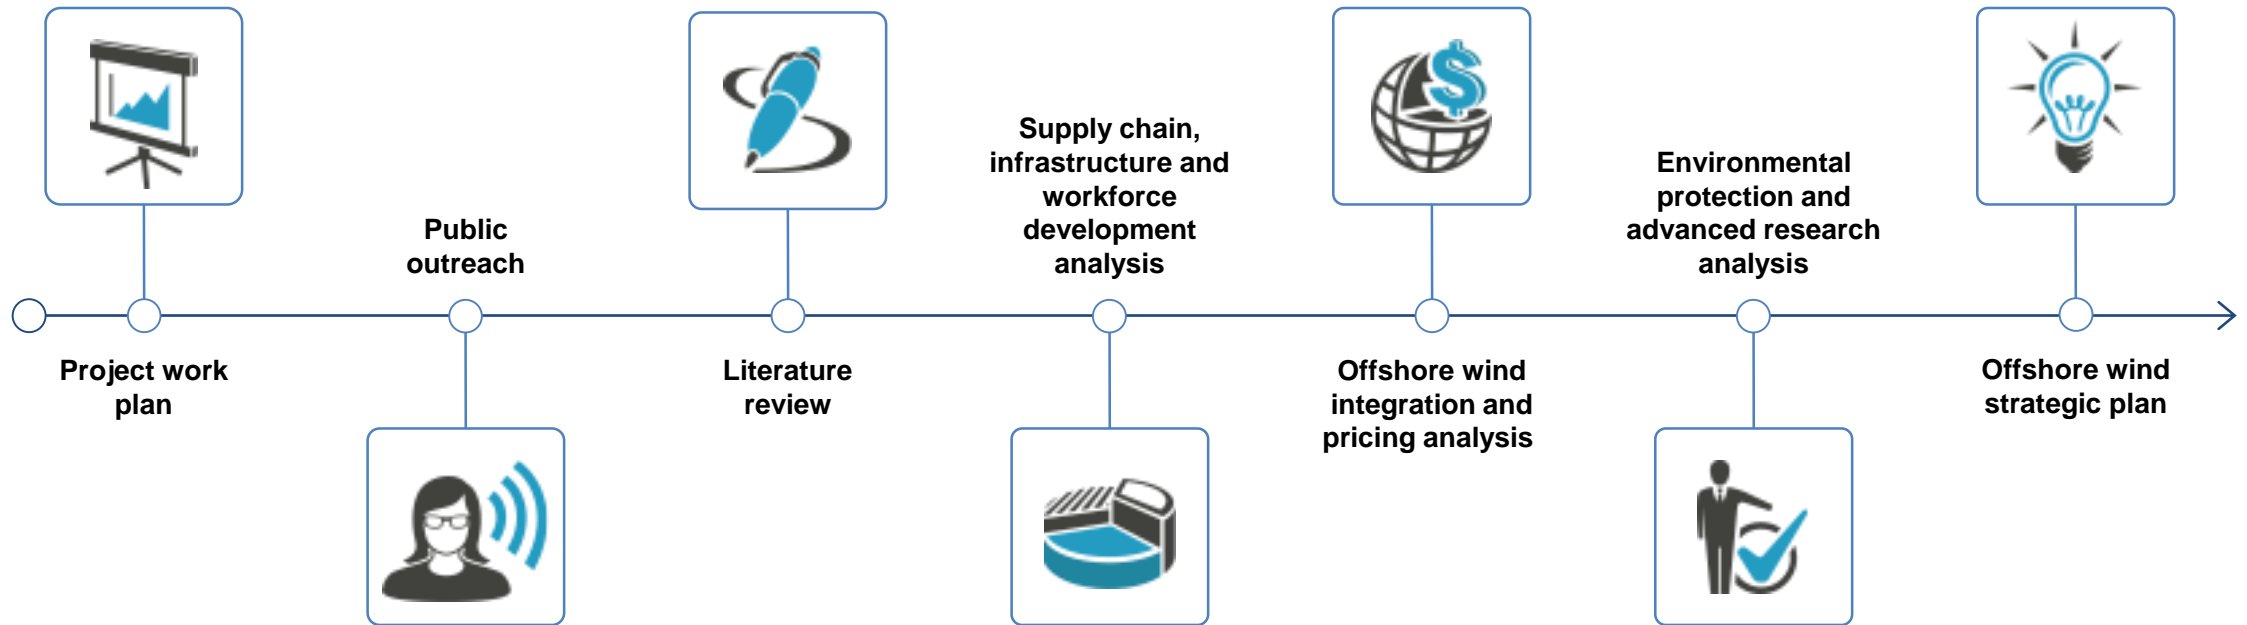 Project work
plan
Public
outreach
Literature
review
Supply chain,
infrastructure and
workforce
development
analysis
Offshore wind
integration and
pricing analysis
Environmental
protection and
advanced research
analysis
Offshore wind
strategic plan